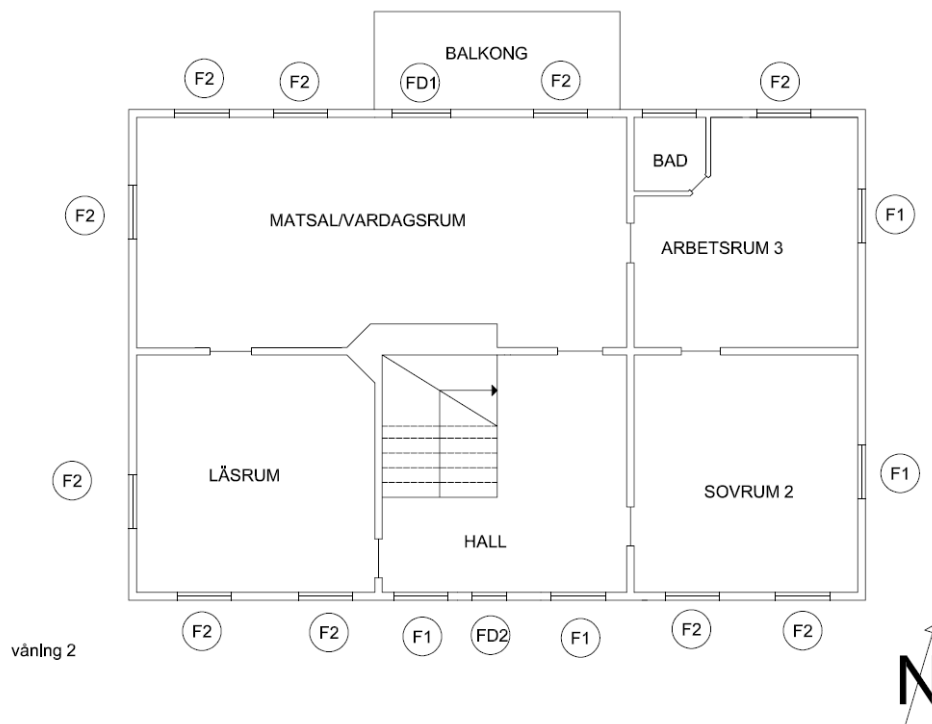 BALKONG
F2
F2
FD1
F2
F2
BAD
F2
MATSAL/VARDAGSRUM
F1
ARBETSRUM 3
F2
LÄSRUM
F1
SOVRUM 2
HALL
F2
F2
F1
FD2
F1
F2
F2
våning 2
N